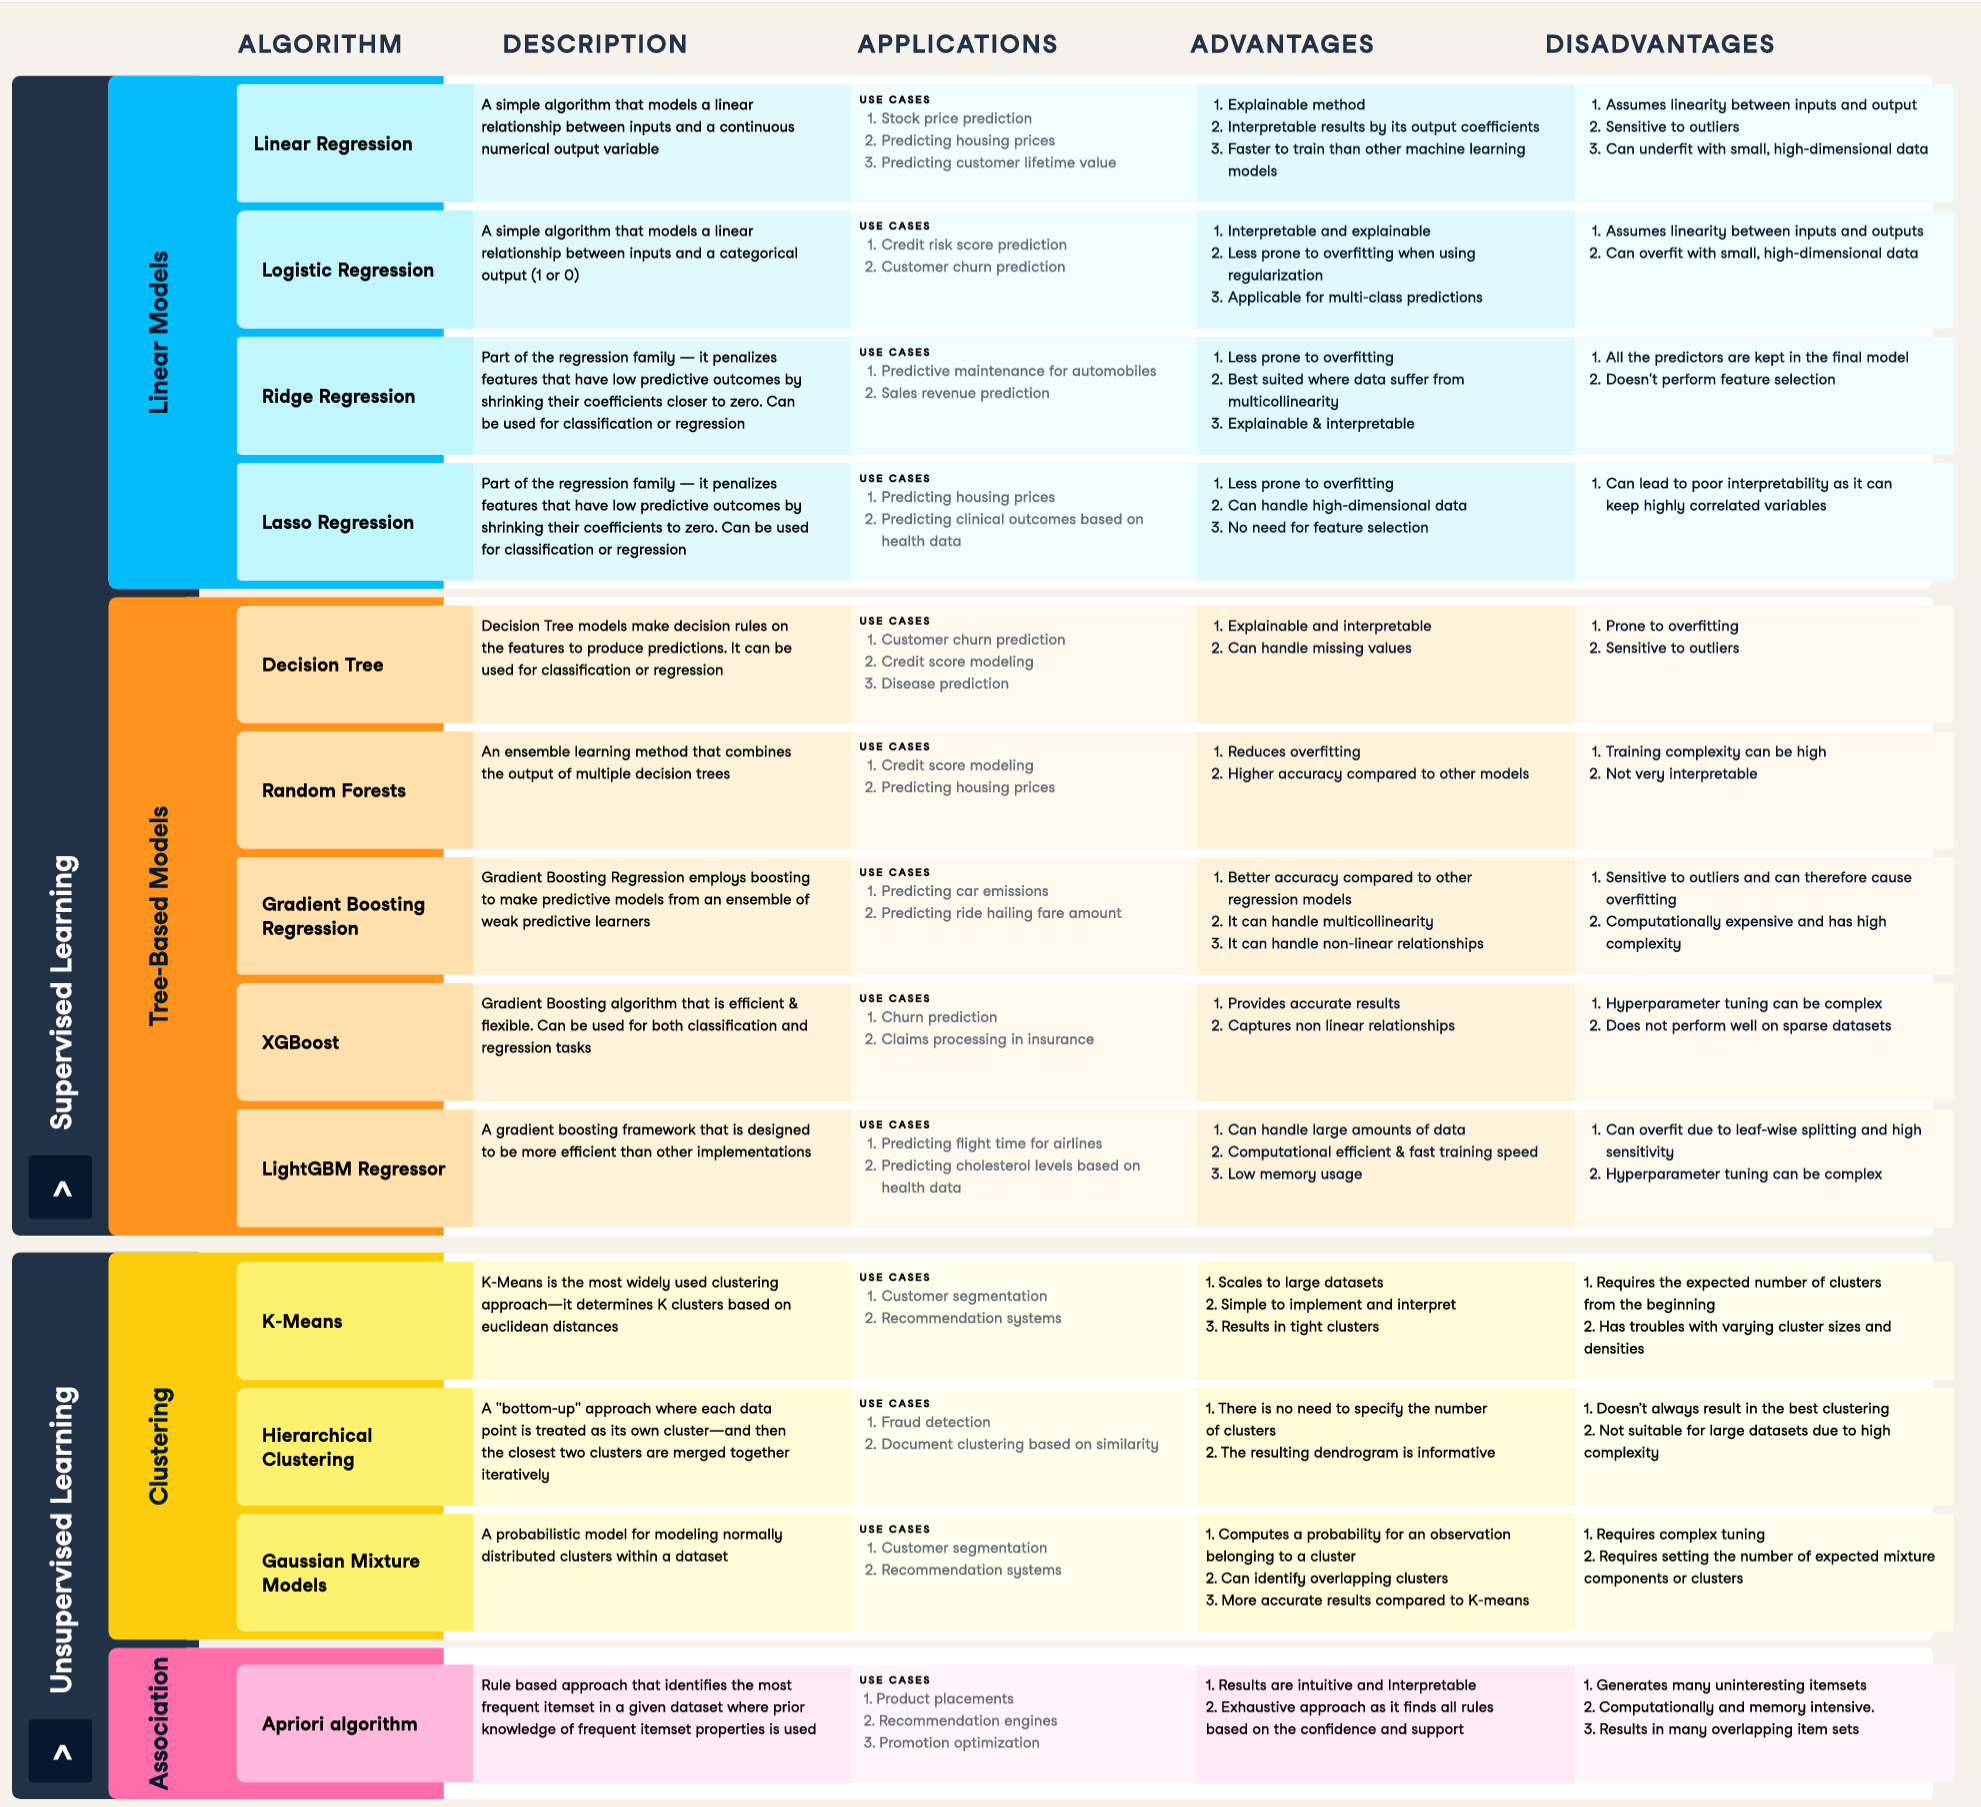 ALGORITHM
DESCRIPTION
APPLICATIONS
ADVANTAGES
DISADVANTAGES
Supervised Learning
Linear Models
Linear Regression
A simple algorithm that models a linear
relationship between inputs and a continuous
numerical output variable
USE CASES
1. Stock price prediction
2. Predicting housing prices
3. Predicting customer lifetime value
1. Explainable method
2. Interpretable results by its output coefficients
3. Faster to train than other machine learning
models
1. Assumes linearity between inputs and output
2. Sensitive to outliers
3. Can underfit with small, high-dimensional data
Logistic Regression
A simple algorithm that models a linear
relationship between inputs and a categorical
output (1 or 0)
USE CASES
1. Credit risk score prediction
2. Customer churn prediction
1. Interpretable and explainable
2. Less prone to overfitting when using
regularization
3. Applicable for multi-class predictions
1. Assumes linearity between inputs and outputs
2. Can overfit with small, high-dimensional data
Ridge Regression
Part of the regression family — it penalizes
features that have low predictive outcomes by
shrinking their coefficients closer to zero. Can
be used for classification or regression
USE CASES
1. Predictive maintenance for automobiles
2. Sales revenue prediction
1. Less prone to overfitting
2. Best suited where data suffer from
multicollinearity
3. Explainable & interpretable
1. All the predictors are kept in the final model
2. Doesn't perform feature selection
Lasso Regression
Part of the regression family — it penalizes
features that have low predictive outcomes by
shrinking their coefficients to zero. Can be used
for classification or regression
USE CASES
1. Predicting housing prices
2. Predicting clinical outcomes based on
health data
1. Less prone to overfitting
2. Can handle high-dimensional data
3. No need for feature selection
1. Can lead to poor interpretability as it can
keep highly correlated variables
Tree-Based Models
Decision Tree
Decision Tree models make decision rules on
the features to produce predictions. It can be
used for classification or regression
USE CASES
1. Customer churn prediction
2. Credit score modeling
3. Disease prediction
1. Explainable and interpretable
2. Can handle missing values
1. Prone to overfitting
2. Sensitive to outliers
Random Forests
An ensemble learning method that combines
the output of multiple decision trees
USE CASES
1. Credit score modeling
2. Predicting housing prices
1. Reduces overfitting
2. Higher accuracy compared to other models
1. Training complexity can be high
2. Not very interpretable
Gradient Boosting
Regression
Gradient Boosting Regression employs boosting
to make predictive models from an ensemble of
weak predictive learners
USE CASES
1. Predicting car emissions
2. Predicting ride hailing fare amount
1. Better accuracy compared to other
regression models
2. It can handle multicollinearity
3. It can handle non-linear relationships
1. Sensitive to outliers and can therefore cause
overfitting
2. Computationally expensive and has high
complexity
XGBoost
Gradient Boosting algorithm that is efficient &
flexible. Can be used for both classification and
regression tasks
USE CASES
1. Churn prediction
2. Claims processing in insurance
1. Provides accurate results
2. Captures non linear relationships
1. Hyperparameter tuning can be complex
2. Does not perform well on sparse datasets
LightGBM Regressor
A gradient boosting framework that is designed
to be more efficient than other implementations
USE CASES
1. Predicting flight time for airlines
2. Predicting cholesterol levels based on
health data
1. Can handle large amounts of data
2. Computational efficient & fast training speed
3. Low memory usage
1. Can overfit due to leaf-wise splitting and high
sensitivity
2. Hyperparameter tuning can be complex
Unsupervised Learning
Clustering
K-Means
K-Means is the most widely used clustering
approach—it determines K clusters based on
euclidean distances
USE CASES
1. Customer segmentation
2. Recommendation systems
1. Scales to large datasets
2. Simple to implement and interpret
3. Results in tight clusters
1. Requires the expected number of clusters
from the beginning
2. Has troubles with varying cluster sizes and
densities
Hierarchical
Clustering
A "bottom-up" approach where each data
point is treated as its own cluster—and then
the closest two clusters are merged together
iteratively
USE CASES
1. Fraud detection
2. Document clustering based on similarity
1. There is no need to specify the number
of clusters
2. The resulting dendrogram is informative
1. Doesn't always result in the best clustering
2. Not suitable for large datasets due to high
complexity
Gaussian Mixture
Models
A probabilistic model for modeling normally
distributed clusters within a dataset
USE CASES
1. Customer segmentation
2. Recommendation systems
1. Computes a probability for an observation
belonging to a cluster
2. Can identify overlapping clusters
3. More accurate results compared to K-means
1. Requires complex tuning
2. Requires setting the number of expected mixture
components or clusters
Association
Apriori algorithm
Rule based approach that identifies the most
frequent itemset in a given dataset where prior
knowledge of frequent itemset properties is used
USE CASES
1. Product placements
2. Recommendation engines
3. Promotion optimization
1. Results are intuitive and Interpretable
2. Exhaustive approach as it finds all rules
based on the confidence and support
1. Generates many uninteresting itemsets
2. Computationally and memory intensive.
3. Results in many overlapping item sets